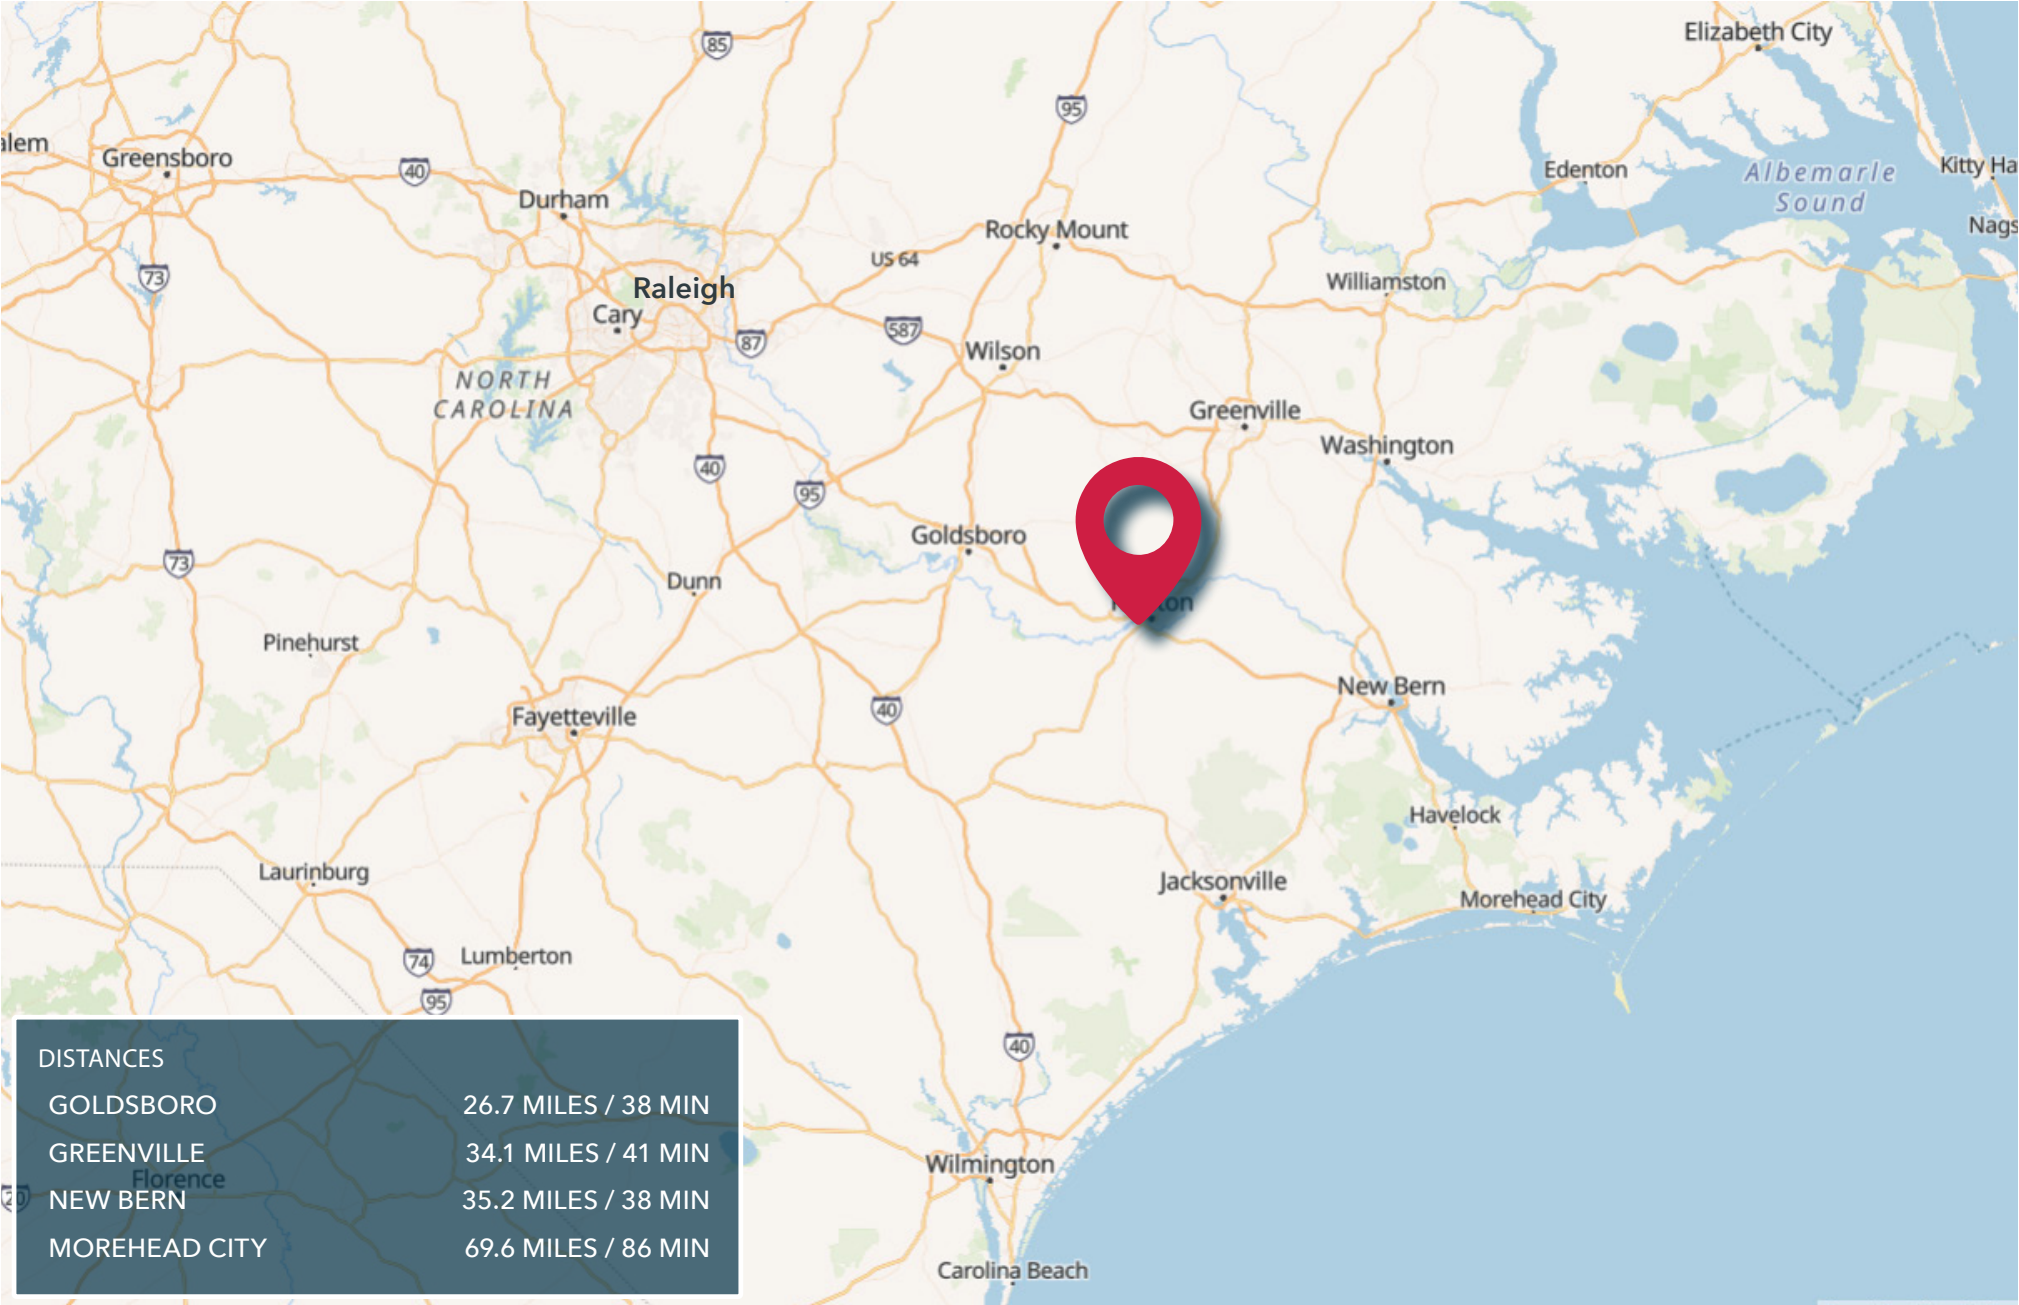 Elizabeth City
85
95
alem
Greensboro
40
Edenton
Albemarle
Sound
Kitty Ha
Durham
Rocky Mount
Nags
US 64
73
Raleigh
Williamston
Cary
587
87
Wilson
NORTH
CAROLINA
Greenville
Washington
40
95
Goldsboro
73
Dunn
ton
Pinehurst
New Bern
Fayetteville
40
Havelock
Laurinburg
Jacksonville
Morehead City
74
Lumberton
95
40
DISTANCES
GOLDSBORO 26.7 MILES / 38 MIN
GREENVILLE 34.1 MILES / 41 MIN
Florence
NEW BERN 35.2 MILES / 38 MIN
20
MOREHEAD CITY 69.6 MILES / 86 MIN
Wilmington
Carolina Beach